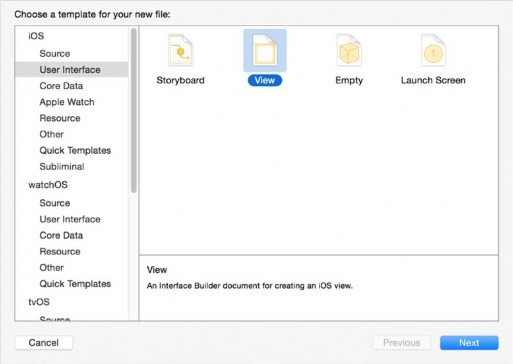 Choose a template for your new file:
iOS
Source
User Interface
Core Data
Apple Watch
Resource
Other
Quick Templates
Subliminal
watchOS
Source
User Interface
Core Data
Resource
Other
Quick Templates
tvOS
Source
Storyboard
View
Empty
Launch Screen
1
View
An Interface Builder document for creating an iOS view.
Cancel
Previous
Next